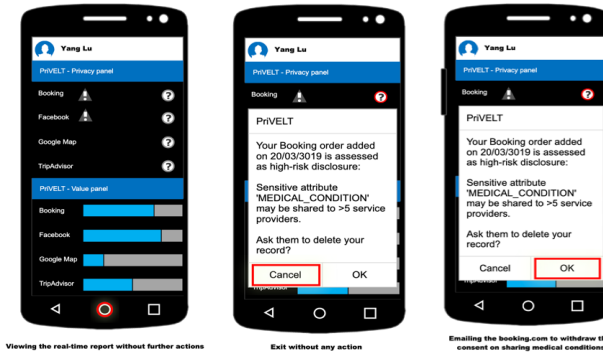 Yang Lu
PriVELT - Privacy panel
Booking
?
Facebook
?
Google Map
?
TripAdvisor
?
PriVELT - Value panel
Booking
Facebook
Google Map
TripAdvisor
Viewing the real-time report without further actions
Yang Lu
PriVELT - Privacy panel
Booking
?
PriVELT
Your Booking order added
on 20/03/3019 is assessed
as high-risk disclosure:
Sensitive attribute
'MEDICAL_CONDITION'
may be shared to >5 service
providers.
Ask them to delete your
record?
Cancel OK
TripAdvisor
Exit without any action
Yang Lu
PriVELT - Privacy panel
Booking
?
PriVELT
Your Booking order added
on 20/03/3019 is assessed
as high-risk disclosure:
Sensitive attribute
'MEDICAL_CONDITION'
may be shared to >5 service
providers.
Ask them to delete your
record?
Cancel OK
Emailing the booking.com to withdraw th
consent on sharing medical conditions